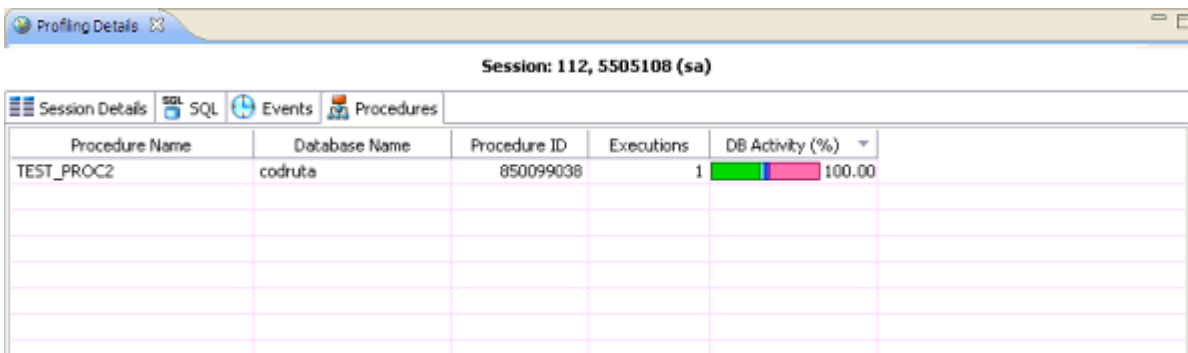 Profiling Details
Session: 112, 5505108 (sa)
Session Details SQL SQL Events Procedures
Procedure Name Database Name Procedure ID Executions DB Activity (%)
TEST_PROC2 codruta 850099038 1 100.00